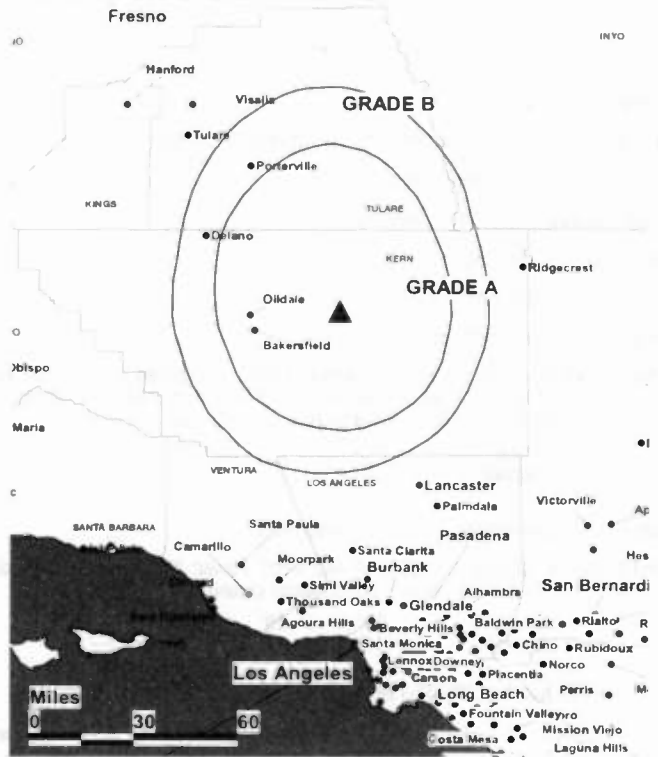 Fresno
INYO
Hanford
Visalia
GRADE B
Tulare
Porterville
KINGS
TULARE
Delano
KERN
Ridgecrest
GRADE A
Oildale
Bakersfield
Obispo
Maria
VENTURA
LOS ANGELES
Lancaster
Palmdale
Victorville
Ap
SANTA BARBARA
Santa Paula
Pasadena
Hes
Camarillo
Moorpark
Santa Clarita
Burbank
Simi Valley
Alhambra
San Bernardi
Thousand Oaks
Glendale
Agoura Hills
Beverly Hills
Baldwin Park
Rialto
R
Santa Monica
Chino
Rubidoux
Los Angeles
Lennox
Downey
Norco
Carson
Placentia
Perris
M
Miles
Long Beach
0
30
60
Fountain Valley
Mission Viejo
Costa Mesa
Laguna Hills